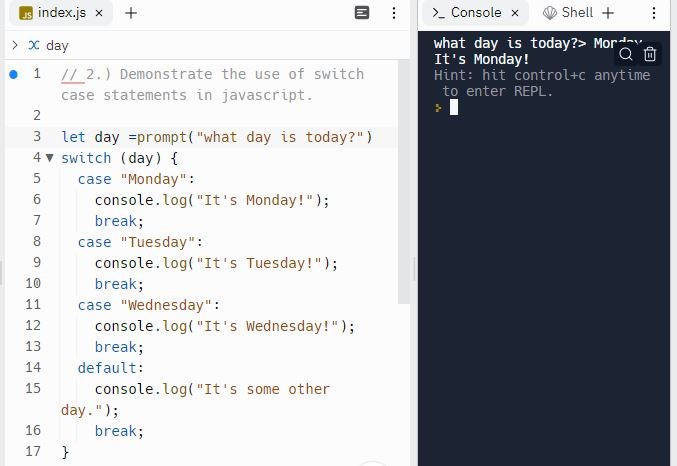 index.js
day
1 // 2.) Demonstrate the use of switch
case statements in javascript.
2
3 let day =prompt("what day is today?")
4 switch (day) {
5 case "Monday":
6 console.log("It's Monday!");
7 break;
8 case "Tuesday":
9 console.log("It's Tuesday!");
10 break;
11 case "Wednesday":
12 console.log("It's Wednesday!");
13 break;
14 default:
15 console.log("It's some other
day.");
16 break;
17 }
Console
Shell
what day is today?> Monday
It's Monday!
Hint: hit control+c anytime
to enter REPL.